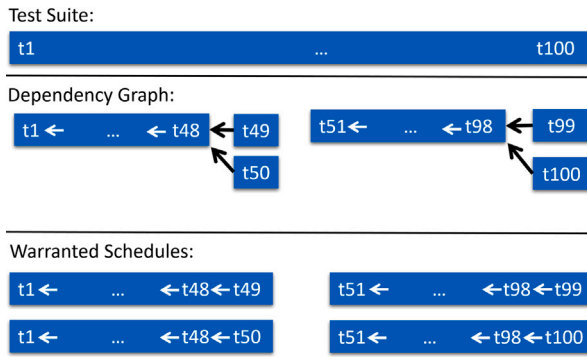 Test Suite:
t1 ... t100
Dependency Graph:
t1 ← ... ← t48 t49
t50
t51 ← ... ← t98 t99
t100
Warranted Schedules:
t1 ← ... ← t48 ← t49
t51 ← ... ← t98 ← t99
t1 ← ... ← t48 ← t50
t51 ← ... ← t98 ← t100